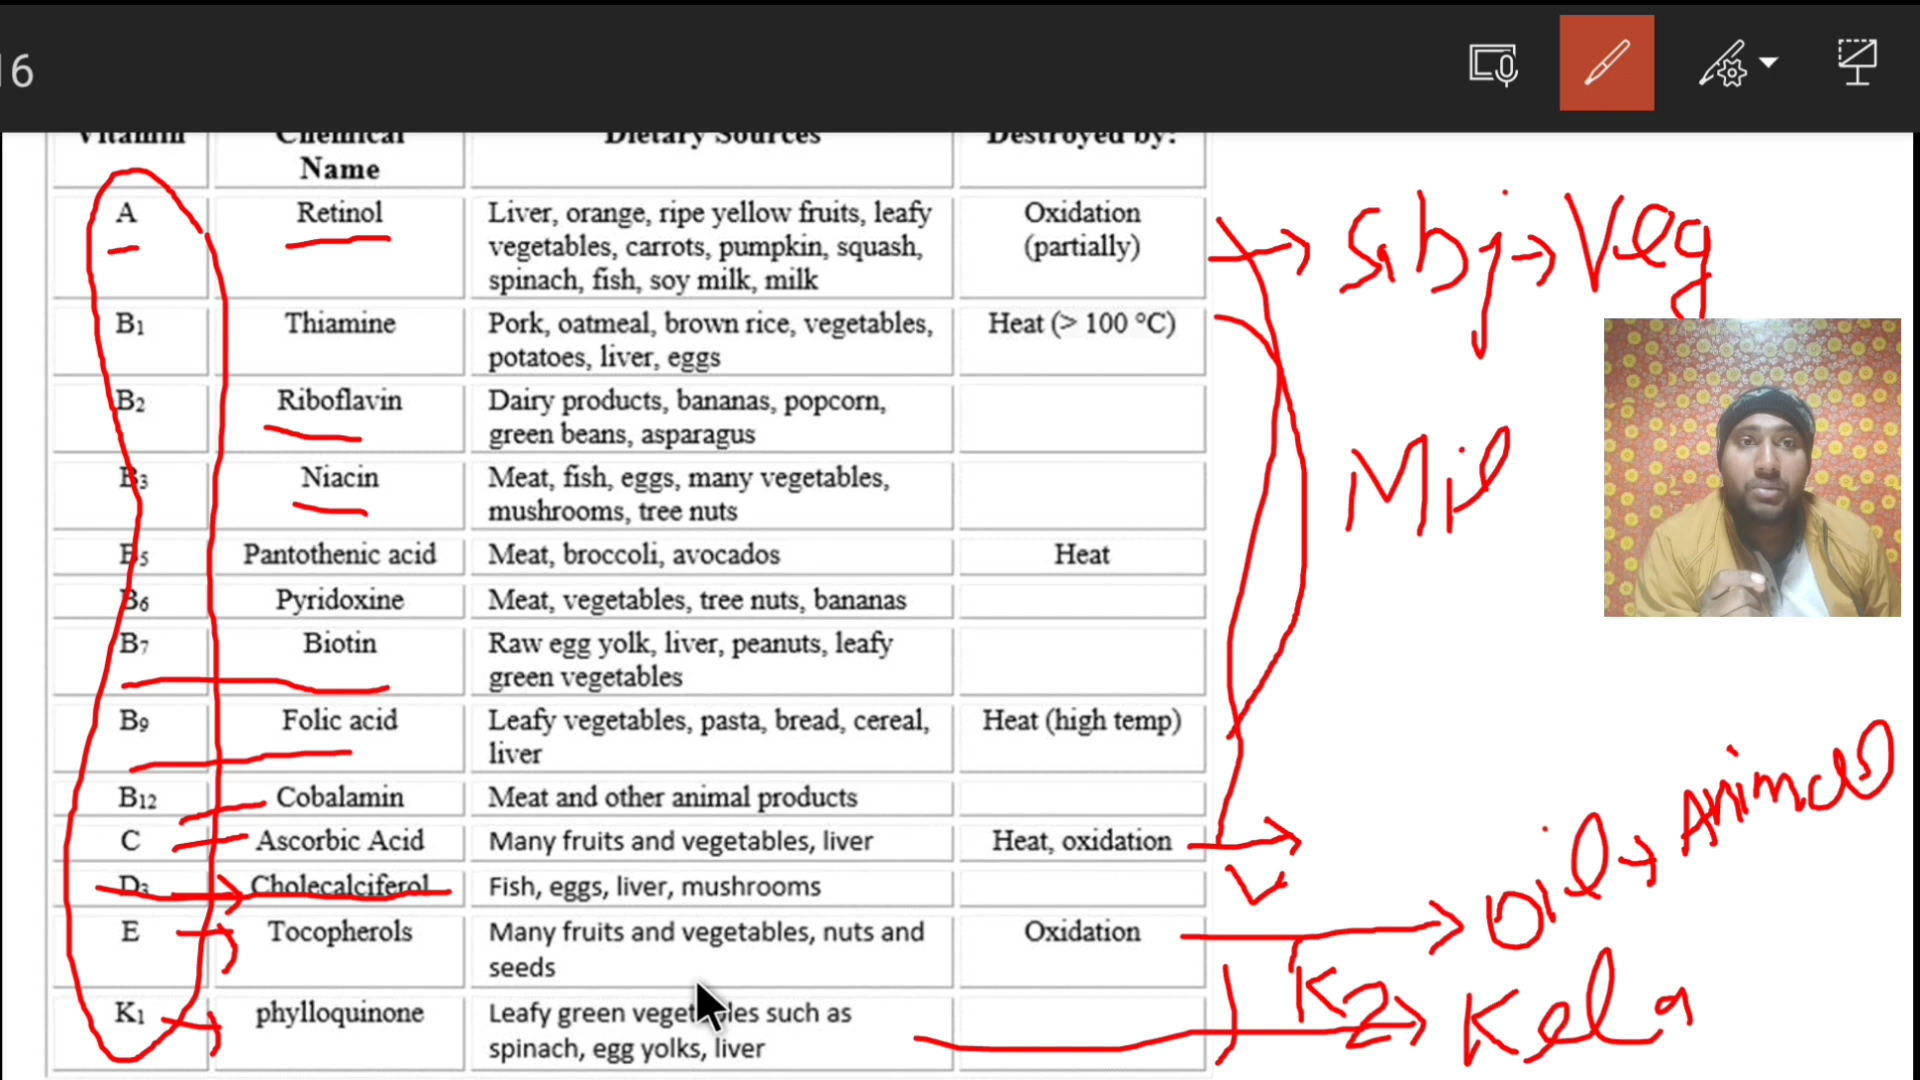 16
Vitamin Chemical Name Dietary Sources Destroyed by:
A Retinol Liver, orange, ripe yellow fruits, leafy Oxidation
vegetables, carrots, pumpkin, squash, (partially)
spinach, fish, soy milk, milk
B1 Thiamine Pork, oatmeal, brown rice, vegetables, Heat (> 100 °C)
potatoes, liver, eggs
B2 Riboflavin Dairy products, bananas, popcorn,
green beans, asparagus
B3 Niacin Meat, fish, eggs, many vegetables,
mushrooms, tree nuts
B5 Pantothenic acid Meat, broccoli, avocados Heat
B6 Pyridoxine Meat, vegetables, tree nuts, bananas
B7 Biotin Raw egg yolk, liver, peanuts, leafy
green vegetables
B9 Folic acid Leafy vegetables, pasta, bread, cereal, Heat (high temp)
liver
B12 Cobalamin Meat and other animal products
C Ascorbic Acid Many fruits and vegetables, liver Heat, oxidation
D3 Cholecalciferol Fish, eggs, liver, mushrooms
E Tocopherols Many fruits and vegetables, nuts and Oxidation
seeds
K1 phylloquinone Leafy green vegetables such as
spinach, egg yolks, liver
Veg
Oil → Animal
K2
Kela